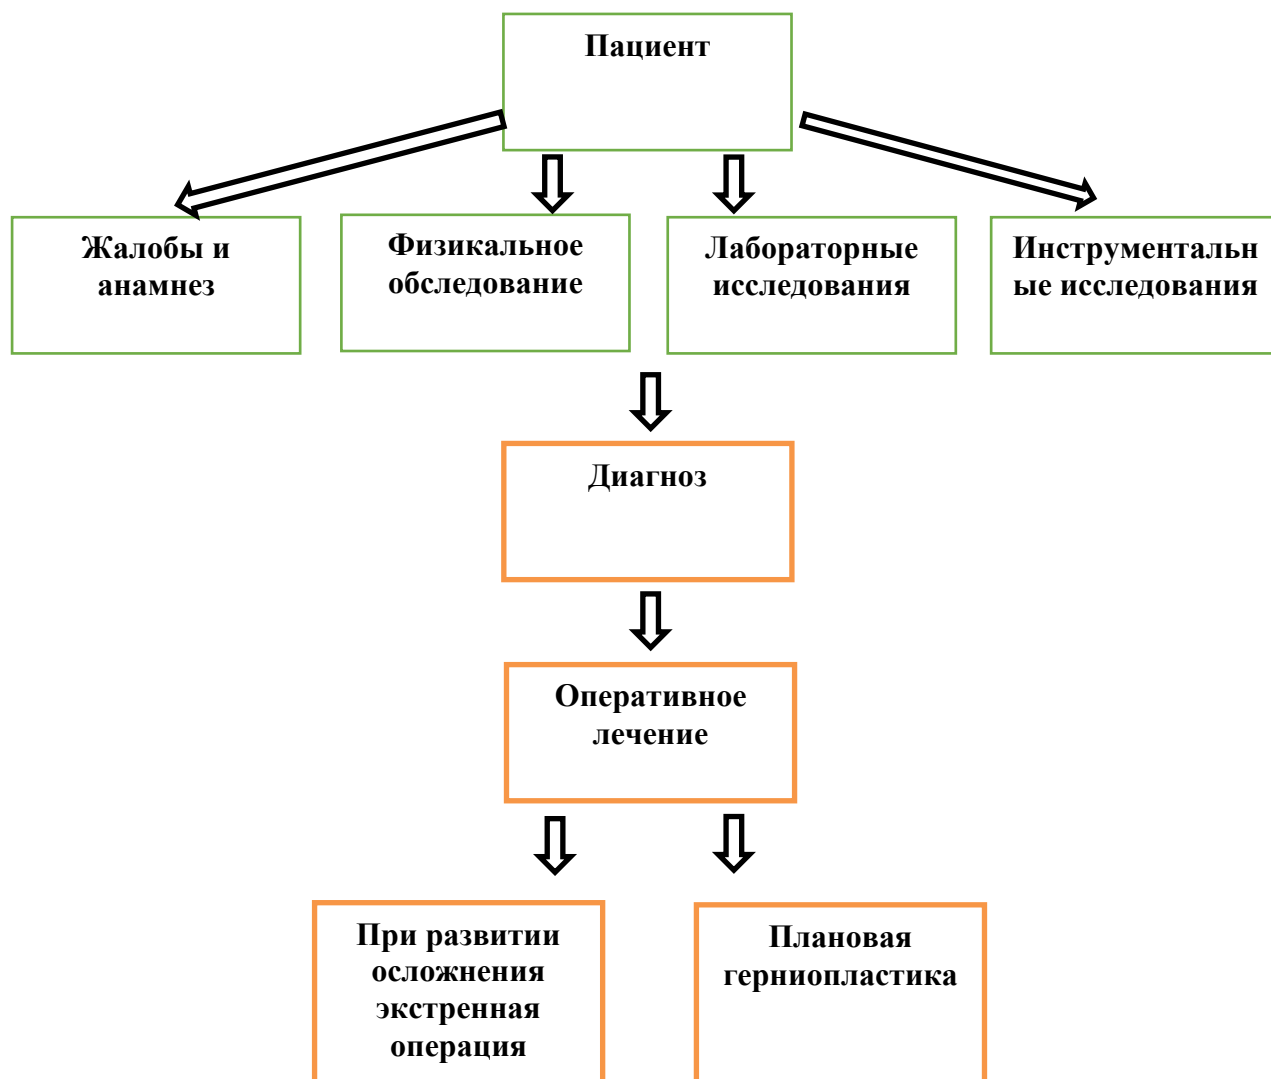 Пациент
Жалобы и
анамнез
Физикальное
обследование
Лабораторные
исследования
Инструментальн
ые исследования
Диагноз
Оперативное
лечение
При развитии
осложнения
экстренная
операция
Плановая
герниопластика